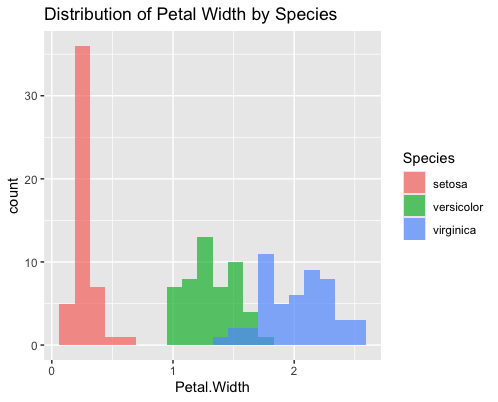 Distribution of Petal Width by Species
30
20
10
0
count
0
1
2
Petal.Width
Species
setosa
versicolor
virginica